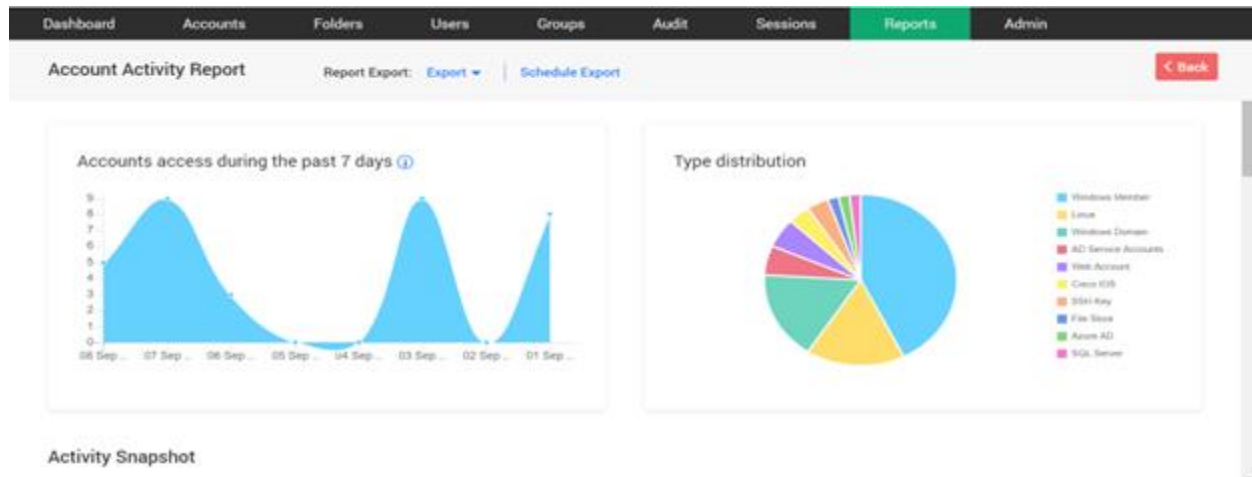 Dashboard Accounts Folders Users Groups Audit Sessions Reports Admin
Account Activity Report Report Export: Export Schedule Export < Back
Accounts access during the past 7 days
9
8
7
6
5
4
3
2
1
0
08 Sep ... 07 Sep ... 06 Sep ... 05 Sep ... 04 Sep ... 03 Sep ... 02 Sep ... 01 Sep ...
Type distribution
Windows Member
Linux
Windows Domain
AD Service Accounts
Web Account
Cisco IOS
SSH Key
File Store
Azure AD
SQL Server
Activity Snapshot